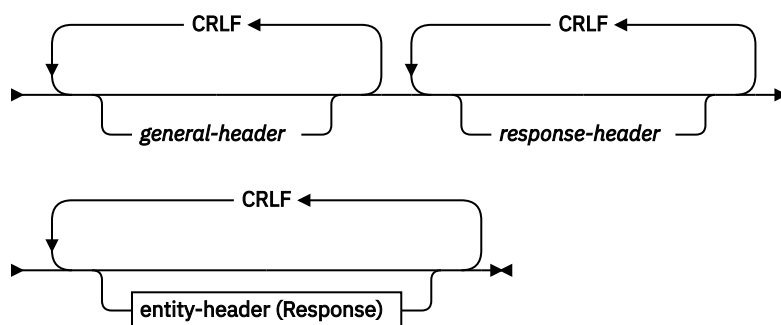 CRLF CRLF
general-header response-header
CRLF
entity-header (Response)